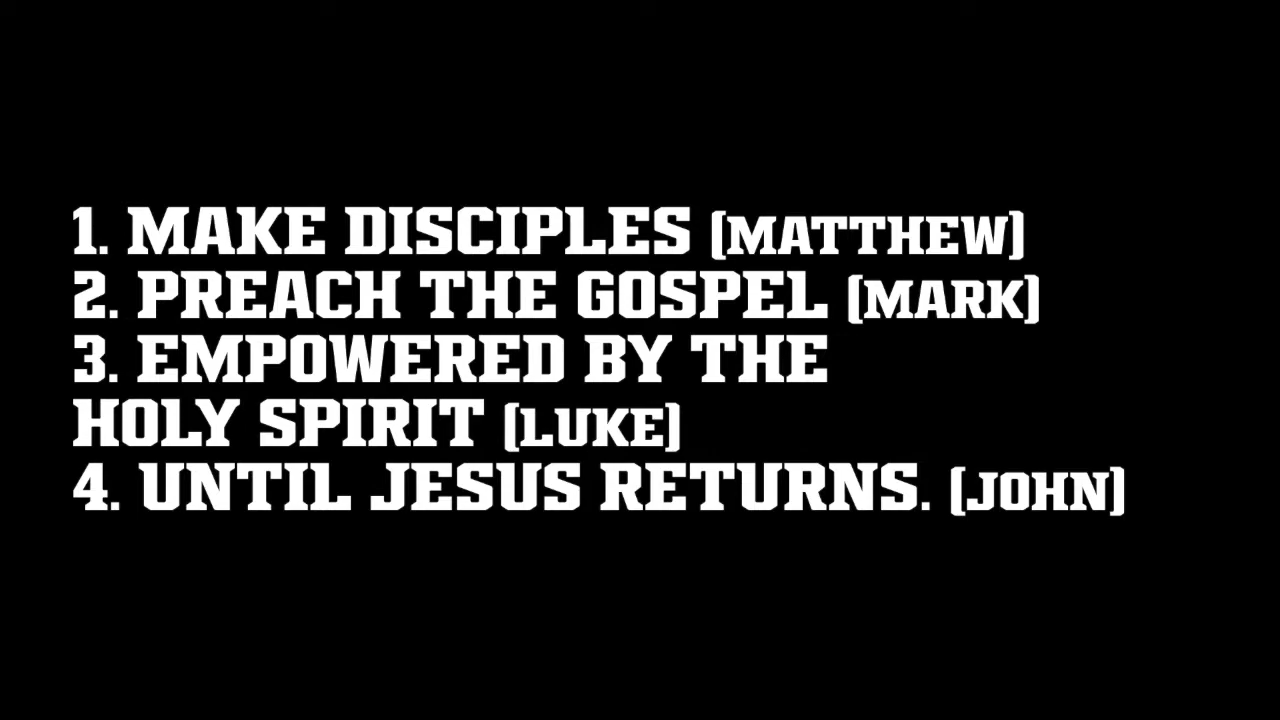 1. MAKE DISCIPLES (MATTHEW)
2. PREACH THE GOSPEL (MARK)
3. EMPOWERED BY THE
HOLY SPIRIT (LUKE)
4. UNTIL JESUS RETURNS. (JOHN)